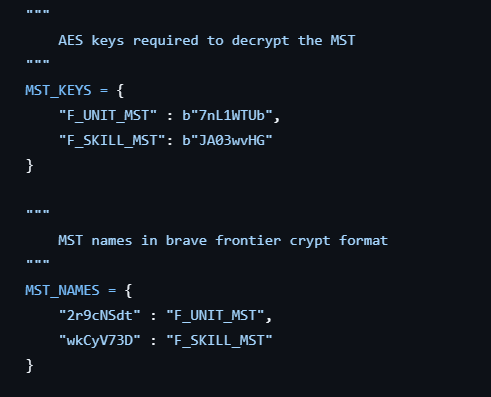 """
    AES keys required to decrypt the MST
"""
MST_KEYS = {
    "F_UNIT_MST" : b"7nL1WTUb",
    "F_SKILL_MST": b"JA03wvHG"
}
"""
    MST names in brave frontier crypt format
"""
MST_NAMES = {
    "2r9cNSdt" : "F_UNIT_MST",
    "wkCyV73D" : "F_SKILL_MST"
}